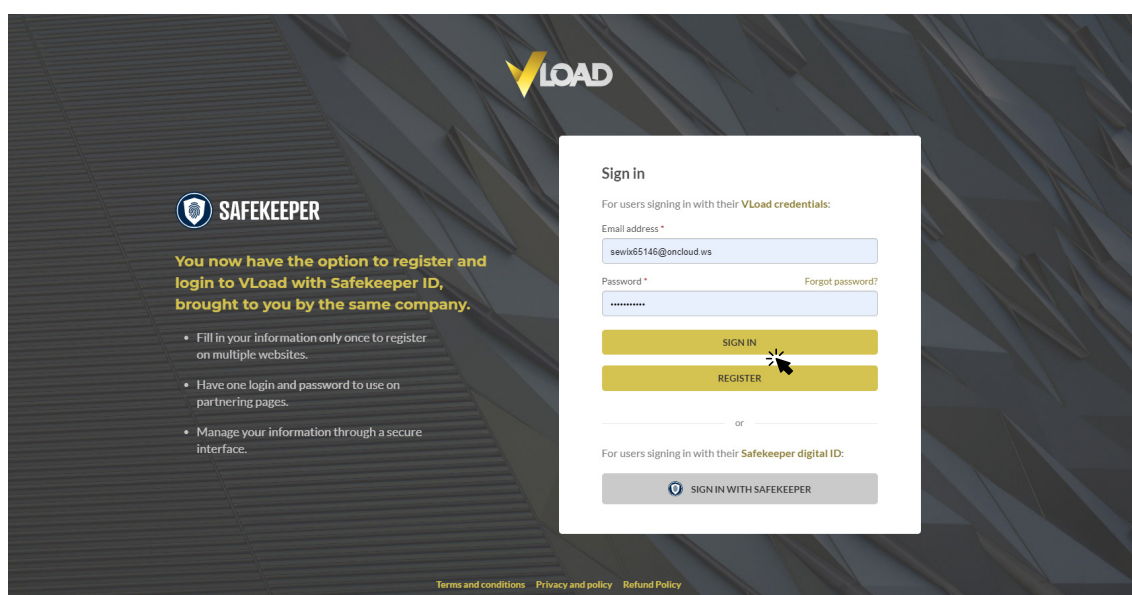 VLOAD
SAFEKEEPER
You now have the option to register and
login to VLoad with Safekeeper ID,
brought to you by the same company.
• Fill in your information only once to register
on multiple websites.
• Have one login and password to use on
partnering pages.
• Manage your information through a secure
interface.
Sign in
For users signing in with their VLoad credentials:
Email address *
sewix65146@oncloud.ws
Password * Forgot password?
•••••••••••
SIGN IN
REGISTER
or
For users signing in with their Safekeeper digital ID:
SIGN IN WITH SAFEKEEPER
Terms and conditions Privacy and policy Refund Policy